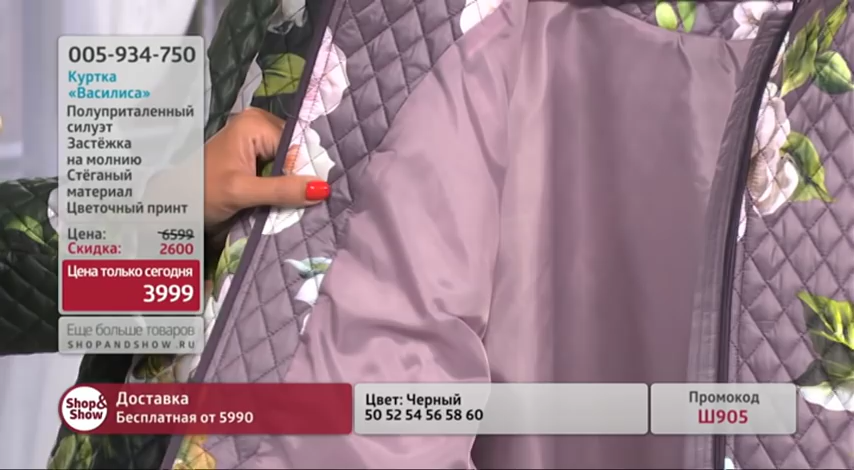 005-934-750
Куртка
«Василиса»
Полуприталенный
силуэт
Застёжка
на молнию
Стёганый
материал
Цветочный принт
Цена: 6599
Скидка: 2600
Цена только сегодня
3999
Еще больше товаров
SHOPANDSHOW.RU
Shop&
Show
Доставка
Бесплатная от 5990
Цвет: Черный
50 52 54 56 58 60
Промокод
Ш905